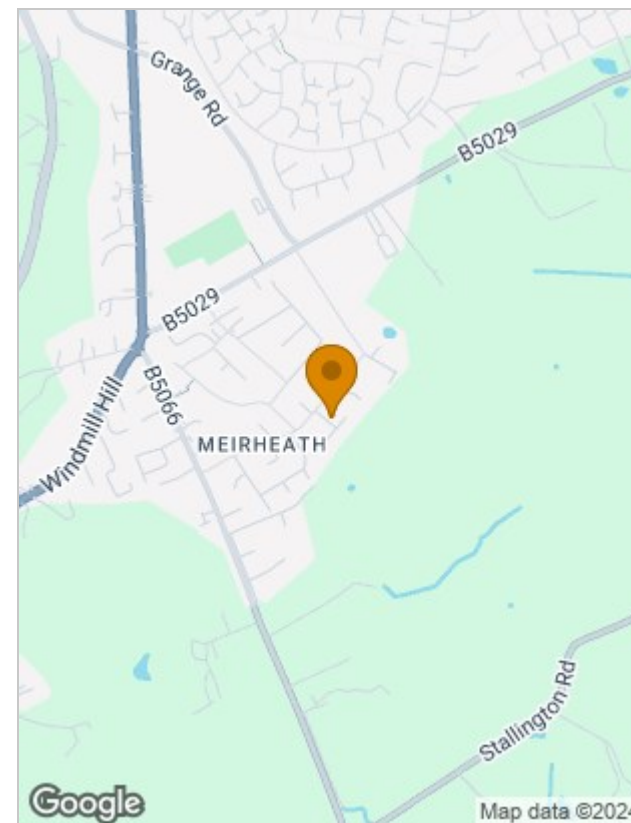 Grange Rd
B5029
B5029
Windmill Hill
B5066
MEIRHEATH
Stallington Rd
Google
Map data ©2024